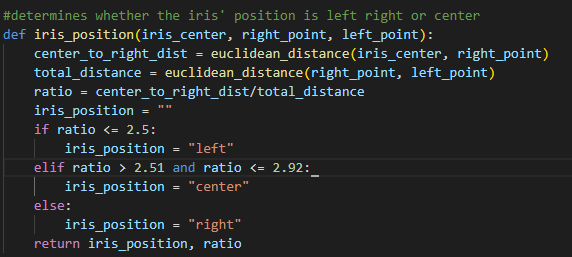 #determines whether the iris' position is left right or center
def iris_position(iris_center, right_point, left_point):
    center_to_right_dist = euclidean_distance(iris_center, right_point)
    total_distance = euclidean_distance(right_point, left_point)
    ratio = center_to_right_dist/total_distance
    iris_position = ""
    if ratio <= 2.5:
        iris_position = "left"
    elif ratio > 2.51 and ratio <= 2.92:
        iris_position = "center"
    else:
        iris_position = "right"
    return iris_position, ratio